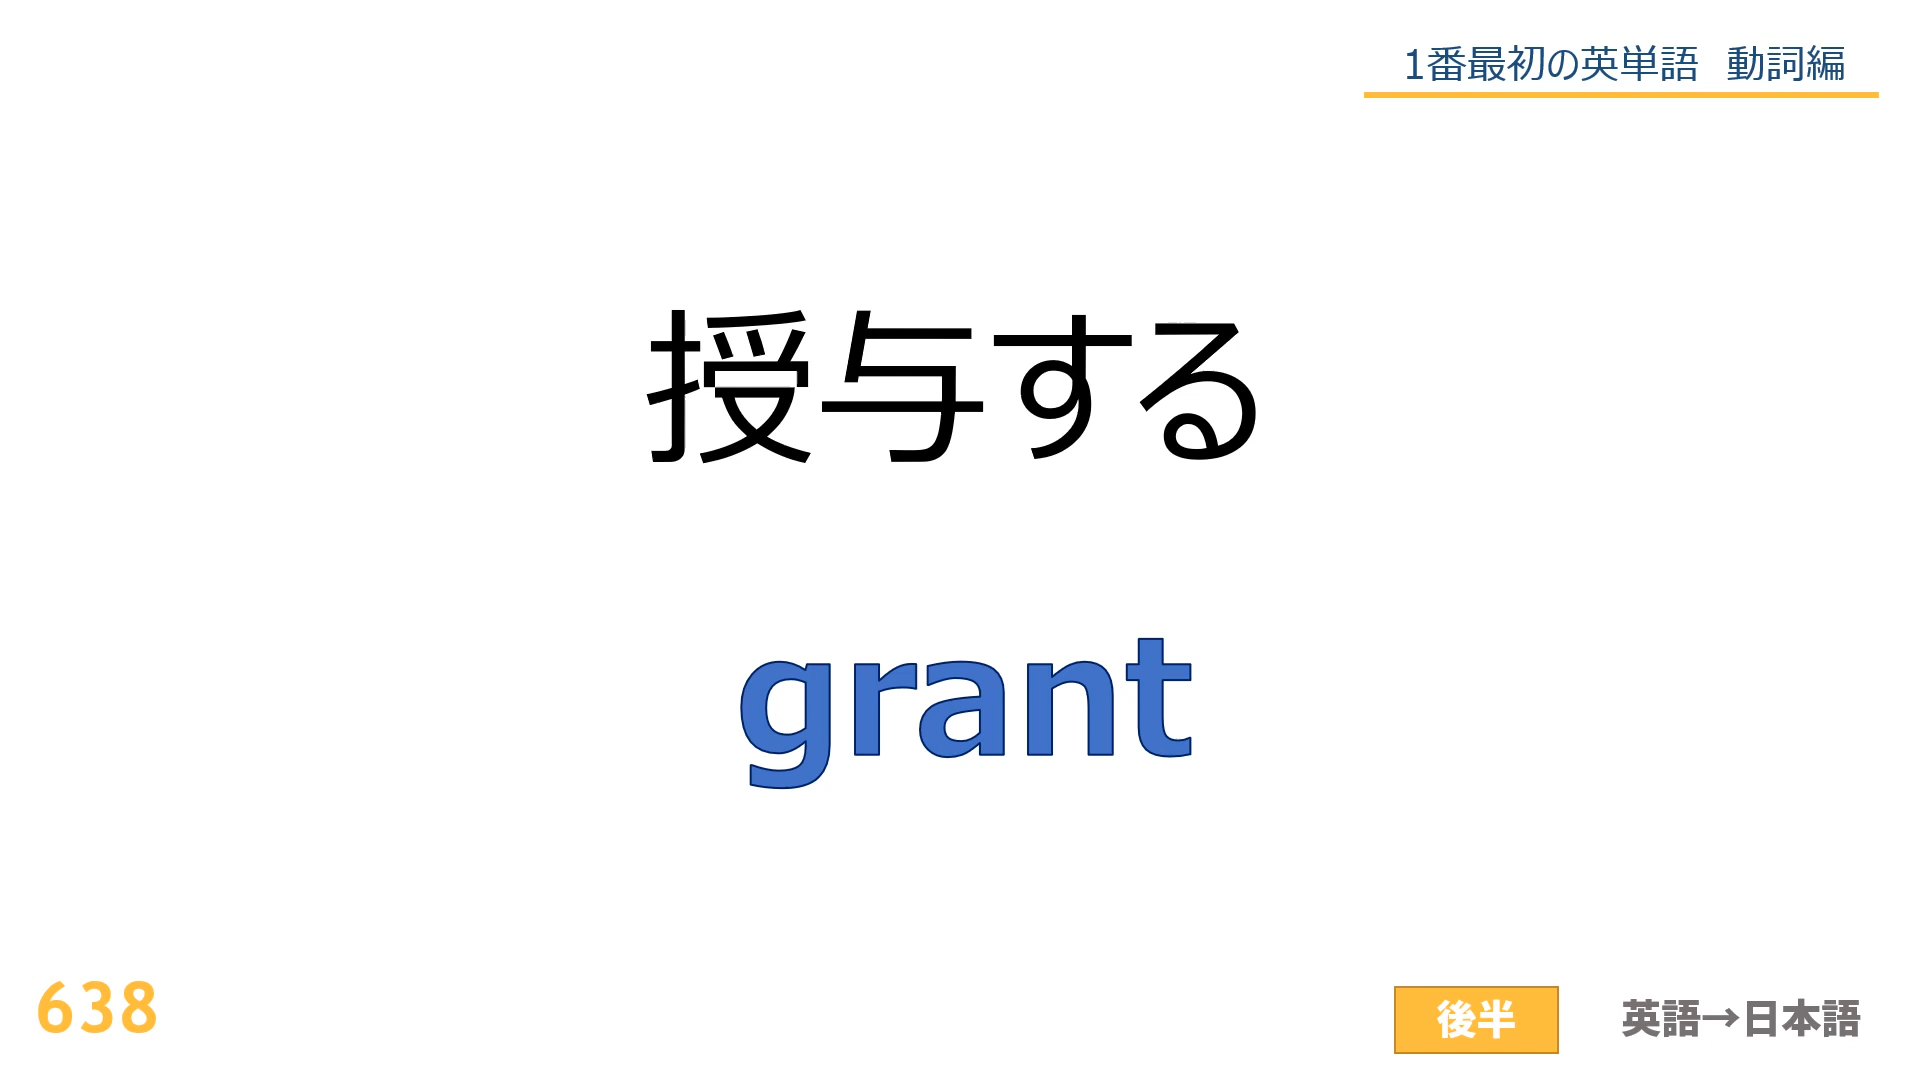 1番最初の英単語　動詞編
授与する
grant
638
後半
英語→日本語